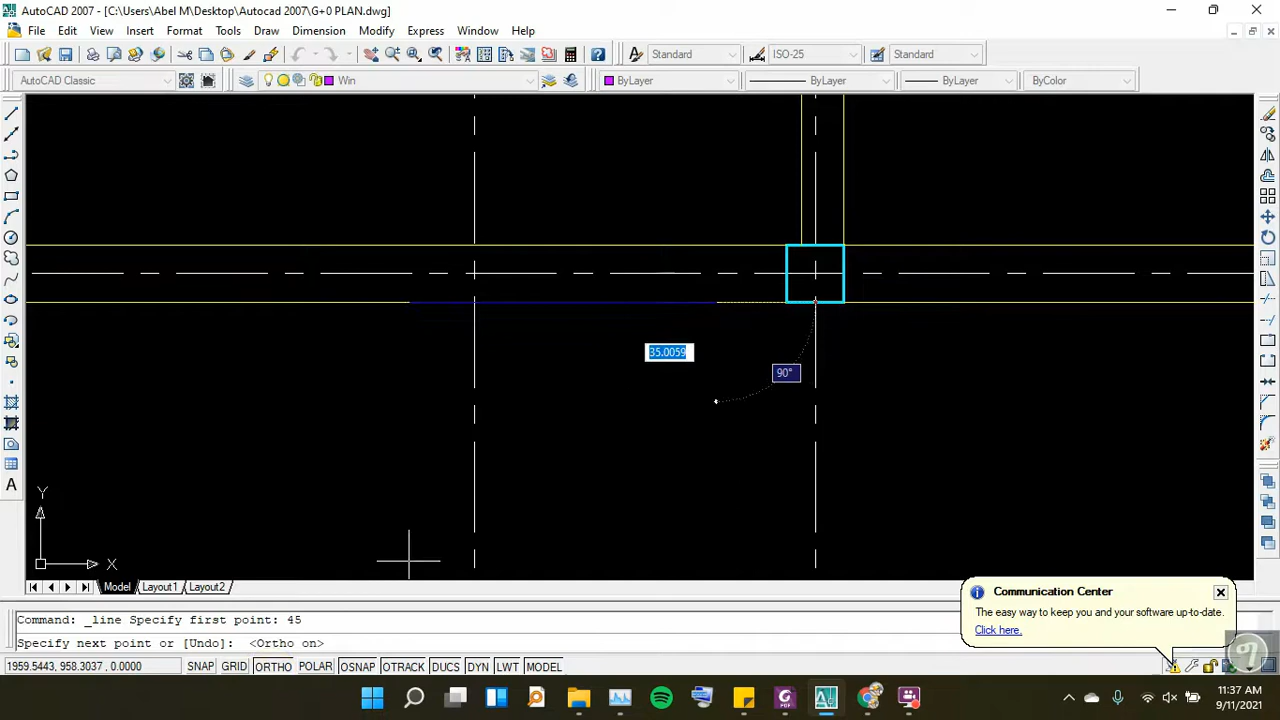 AutoCAD 2007 - [C:\Users\Abel M\Desktop\Autocad 2007\G+0 PLAN.dwg]
File Edit View Insert Format Tools Draw Dimension Modify Express Window Help
Standard ISO-25 Standard
AutoCAD Classic Win ByLayer ByLayer ByLayer ByColor
35.0059
90°
Y
X
A
Model Layout1 Layout2
Communication Center
The easy way to keep you and your software up-to-date.
Click here.
Command: _line Specify first point: 45
Specify next point or [Undo]: <Ortho on>
1959.5443, 958.3037 , 0.0000 SNAP GRID ORTHO POLAR OSNAP OTRACK DUCS DYN LWT MODEL
11:37 AM
9/11/2021